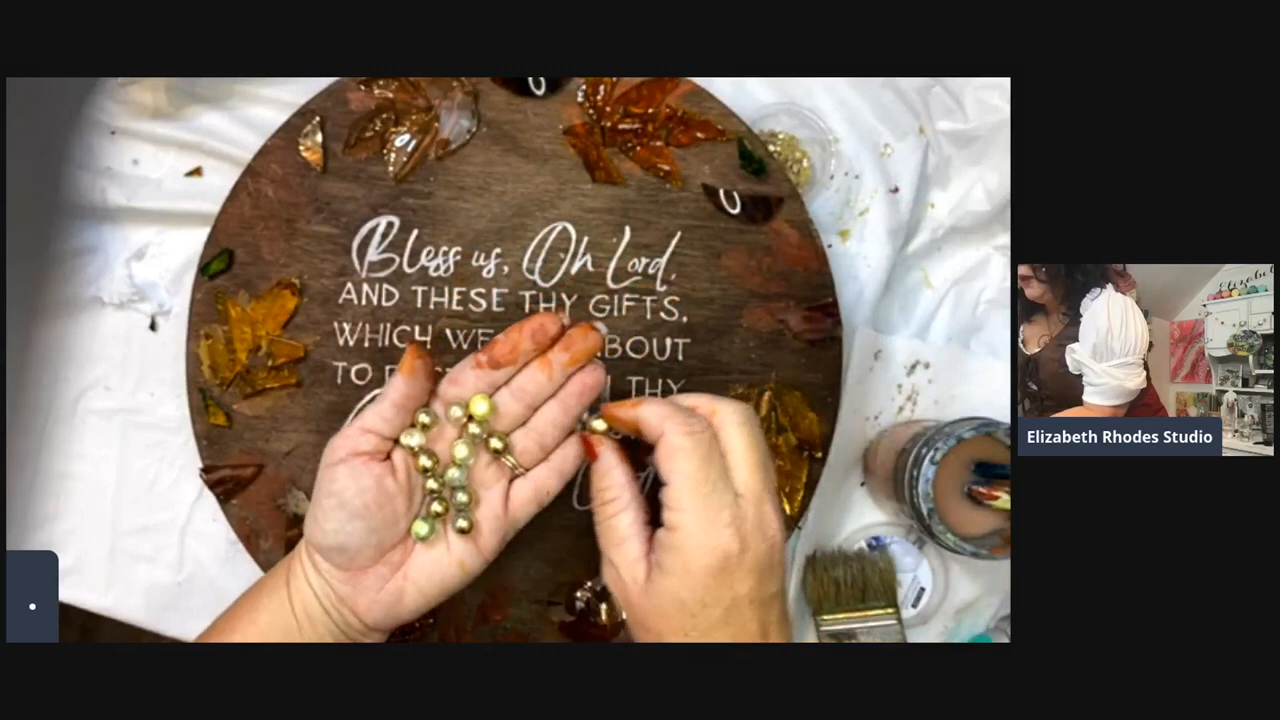 Bless us, Oh Lord,
AND THESE THY GIFTS,
WHICH WE ABOUT
TO THY
Elizabeth Rhodes Studio